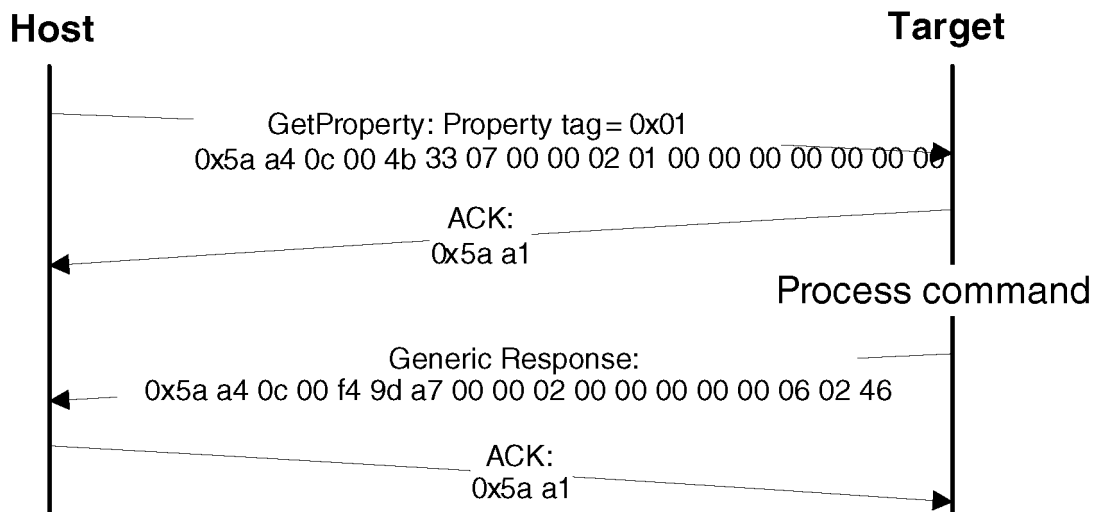 Host
Target
GetProperty: Property tag= 0x01
0x5a a4 0c 00 4b 33 07 00 00 02 01 00 00 00 00 00 00 00
ACK:
0x5a a1
Process command
Generic Response:
0x5a a4 0c 00 f4 9d a7 00 00 02 00 00 00 00 00 06 02 46
ACK:
0x5a a1